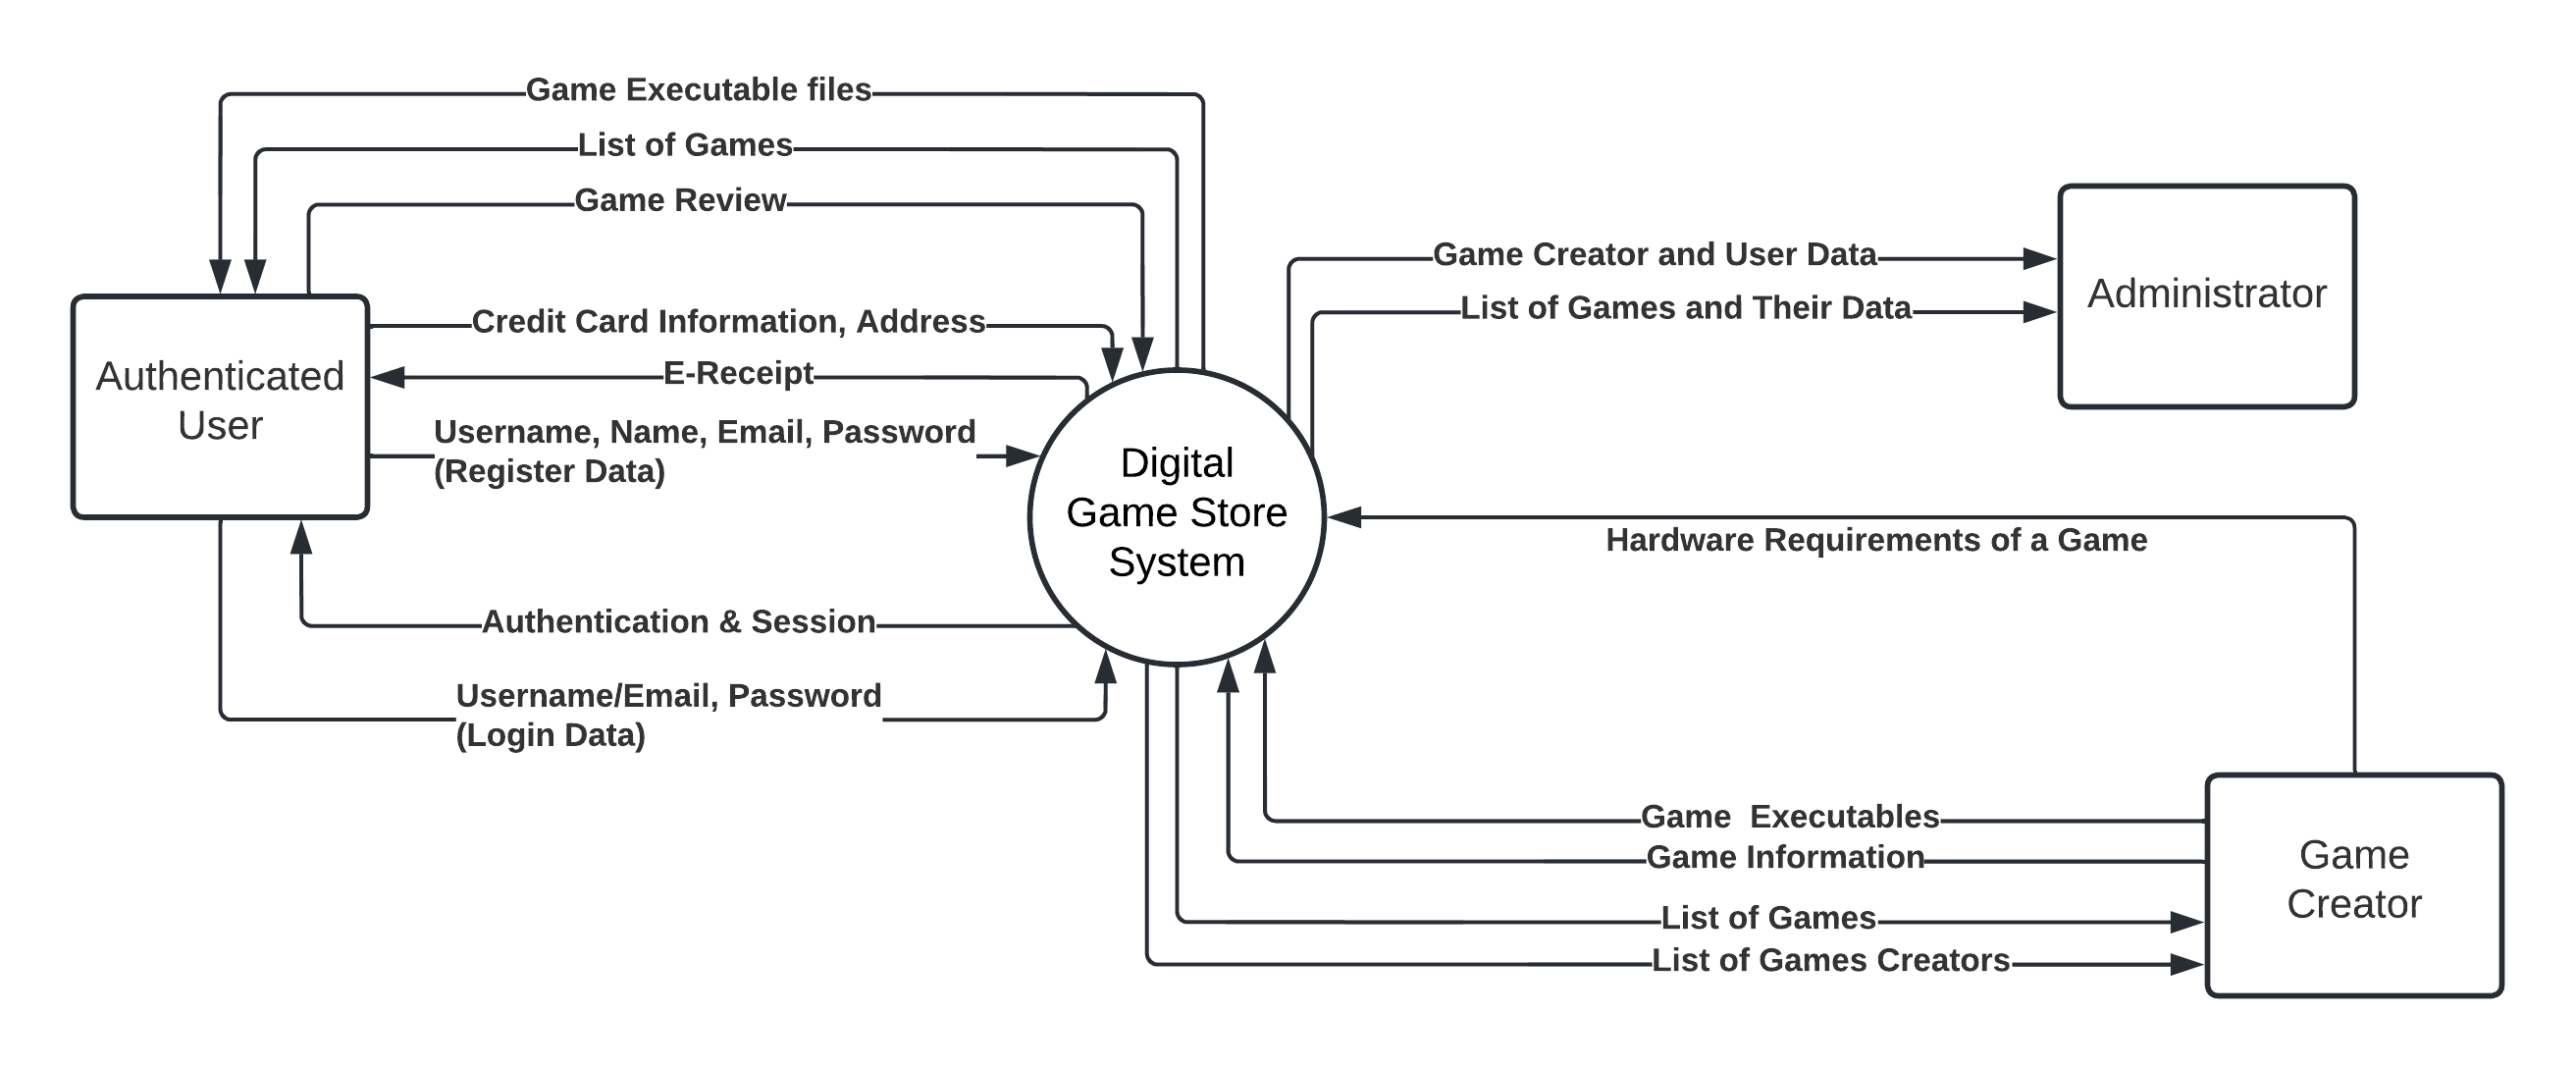 Game Executable files
List of Games
Game Review
Credit Card Information, Address
E-Receipt
Username, Name, Email, Password
(Register Data)
Authenticated
User
Authentication & Session
Username/Email, Password
(Login Data)
Digital
Game Store
System
Game Creator and User Data
List of Games and Their Data
Administrator
Hardware Requirements of a Game
Game  Executables
Game Information
List of Games
List of Games Creators
Game
Creator